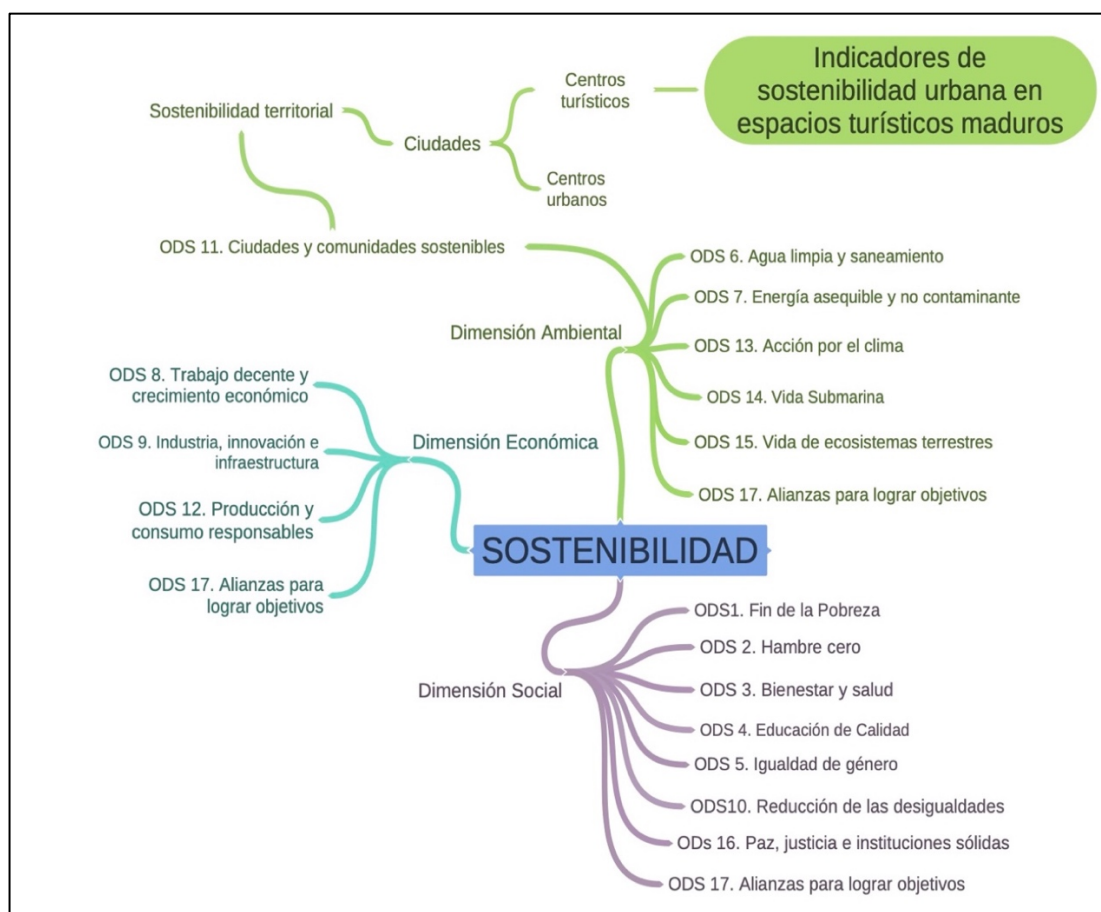 Indicadores de
sostenibilidad urbana en
espacios turísticos maduros
Centros
turísticos
Sostenibilidad territorial
Ciudades
Centros
urbanos
ODS 11. Ciudades y comunidades sostenibles
ODS 6. Agua limpia y saneamiento
ODS 7. Energía asequible y no contaminante
Dimensión Ambiental
ODS 13. Acción por el clima
ODS 14. Vida Submarina
ODS 15. Vida de ecosistemas terrestres
ODS 17. Alianzas para lograr objetivos
ODS 8. Trabajo decente y
crecimiento económico
ODS 9. Industria, innovación e
infraestructura
Dimensión Económica
ODS 12. Producción y
consumo responsables
ODS 17. Alianzas para
lograr objetivos
SOSTENIBILIDAD
ODS1. Fin de la Pobreza
ODS 2. Hambre cero
ODS 3. Bienestar y salud
Dimensión Social
ODS 4. Educación de Calidad
ODS 5. Igualdad de género
ODS10. Reducción de las desigualdades
ODs 16. Paz, justicia e instituciones sólidas
ODS 17. Alianzas para lograr objetivos